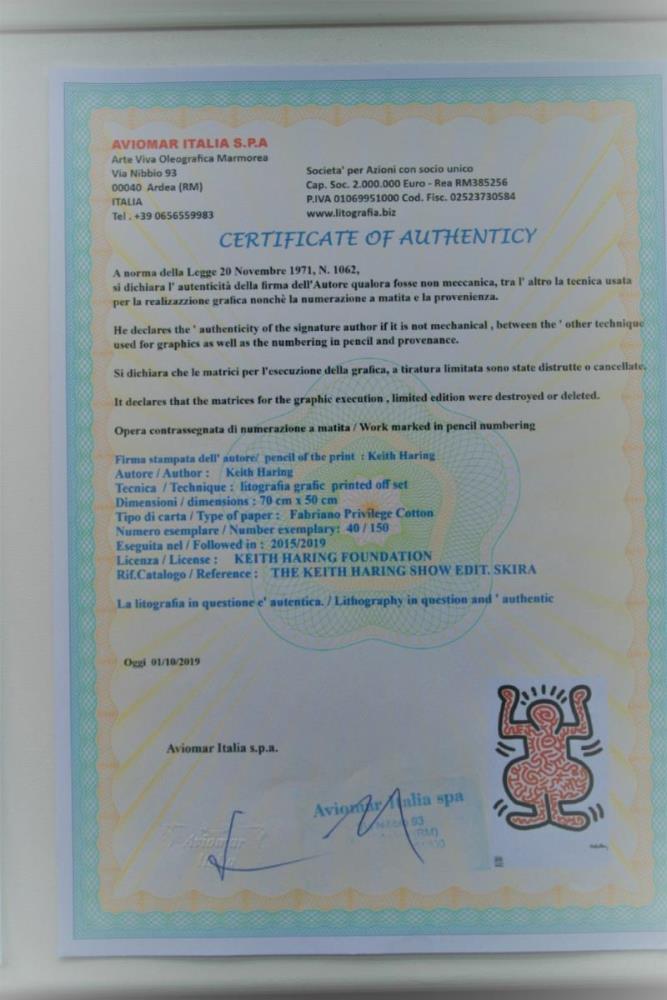 AVIOMAR ITALIA S.P.A
Arte Viva Oleografica Marmorea
Via Nibbio 93
00040 Ardea (RM)
ITALIA
Tel . +39 0656559983
Societa' per Azioni con socio unico
Cap. Soc. 2.000.000 Euro - Rea RM385256
P.IVA 01069951000 Cod. Fisc. 02523730584
www.litografia.biz
CERTIFICATE OF AUTHENTICY
A norma della Legge 20 Novembre 1971, N. 1062,
si dichiara l' autenticità della firma dell'Autore qualora fosse non meccanica, tra l' altro la tecnica usata
per la realizazzione grafica nonchè la numerazione a matita e la provenienza.
He declares the ' authenticity of the signature author if it is not mechanical , between the ' other technique
used for graphics as well as the numbering in pencil and provenance.
Si dichiara che le matrici per l'esecuzione della grafica, a tiratura limitata sono state distrutte o cancellate.
It declares that the matrices for the graphic execution , limited edition were destroyed or deleted.
Opera contrassegnata di numerazione a matita / Work marked in pencil numbering
Firma stampata dell' autore/ pencil of the print : Keith Haring
Autore / Author : Keith Haring
Tecnica / Technique : litografia grafic printed off set
Dimensioni / dimensions : 70 cm x 50 cm
Tipo di carta / Type of paper : Fabriano Privilege Cotton
Numero esemplare / Number exemplary: 40 / 150
Eseguita nel / Followed in : 2015/2019
Licenza / License : KEITH HARING FOUNDATION
Rif.Catalogo / Reference : THE KEITH HARING SHOW EDIT. SKIRA
La litografia in questione e' autentica. / Lithography in question and ' authentic
Oggi 01/10/2019
Aviomar Italia s.p.a.
Aviomar Italia spa
Nibbio 93
(RM)
Aviomar
Italia